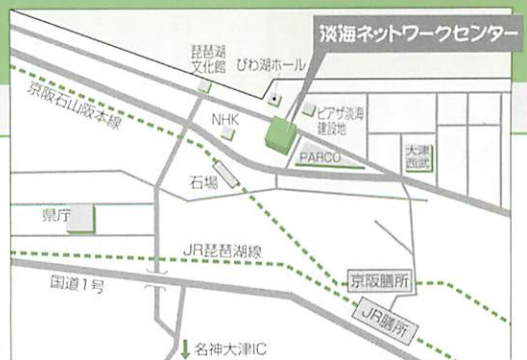 淡海ネットワークセンター
琵琶湖
文化館
びわ湖ホール
京阪石山阪本線
NHK
ピアザ淡海
建設地
PARCO
大津
西武
石場
県庁
JR琵琶湖線
京阪膳所
国道1号
JR膳所
名神大津IC